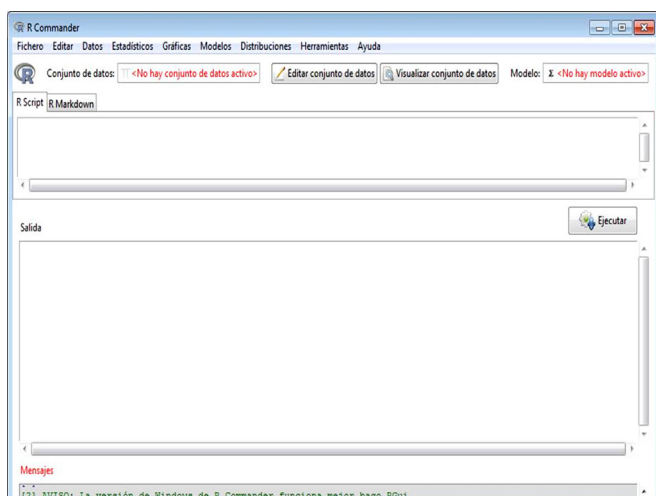 R Commander
Fichero Editar Datos Estadísticos Gráficas Modelos Distribuciones Herramientas Ayuda
R Conjunto de datos: <No hay conjunto de datos activo> Editar conjunto de datos Visualizar conjunto de datos Modelo: Σ <No hay modelo activo>
R Script R Markdown
Ejecutar
Salida
Mensajes
[2] AVISO: La versión de Windows de R Commander funciona mejor bajo RGui